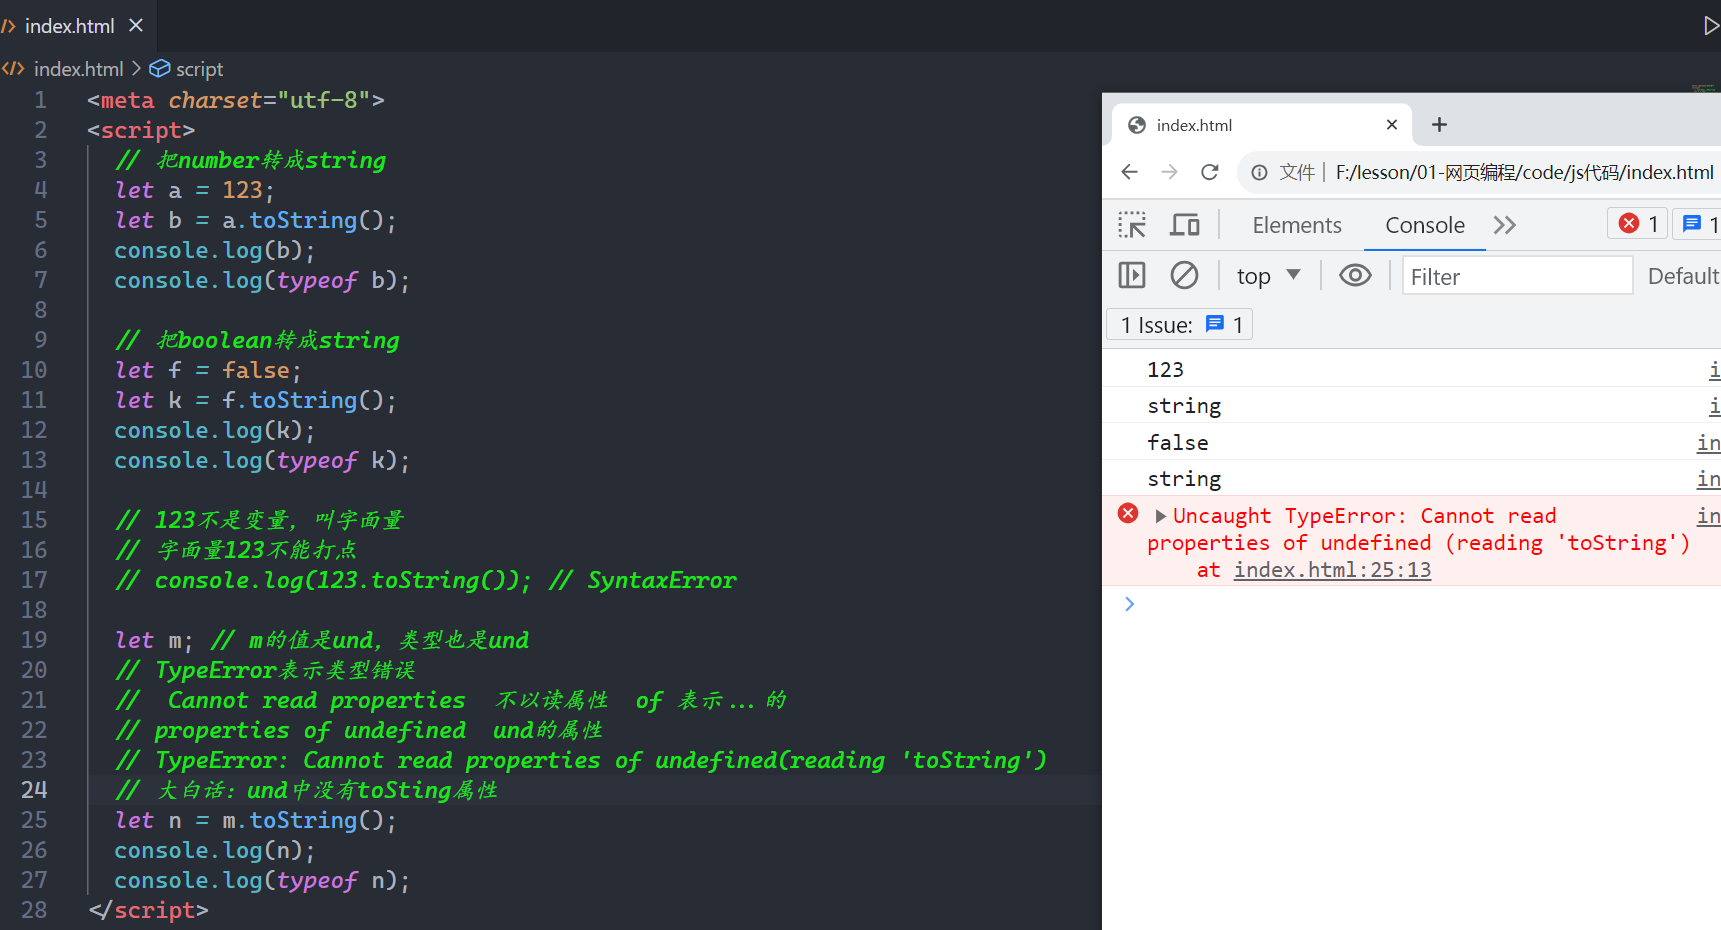 index.html
index.html > script
1 <meta charset="utf-8">
2 <script>
3 // 把number转成string
4 let a = 123;
5 let b = a.toString();
6 console.log(b);
7 console.log(typeof b);
8
9 // 把boolean转成string
10 let f = false;
11 let k = f.toString();
12 console.log(k);
13 console.log(typeof k);
14
15 // 123不是变量，叫字面量
16 // 字面量123不能打点
17 // console.log(123.toString()); // SyntaxError
18
19 let m; // m的值是und，类型也是und
20 // TypeError表示类型错误
21 //  Cannot read properties  不以读属性  of 表示...的
22 // properties of undefined  und的属性
23 // TypeError: Cannot read properties of undefined(reading 'toString')
24 // 大白话：und中没有toSting属性
25 let n = m.toString();
26 console.log(n);
27 console.log(typeof n);
28 </script>
index.html
文件 | F:/lesson/01-网页编程/code/js代码/index.html
Elements Console 1 1
top Filter Default
1 Issue: 1
123 i
string i
false in
string in
Uncaught TypeError: Cannot read in
properties of undefined (reading 'toString')
at index.html:25:13